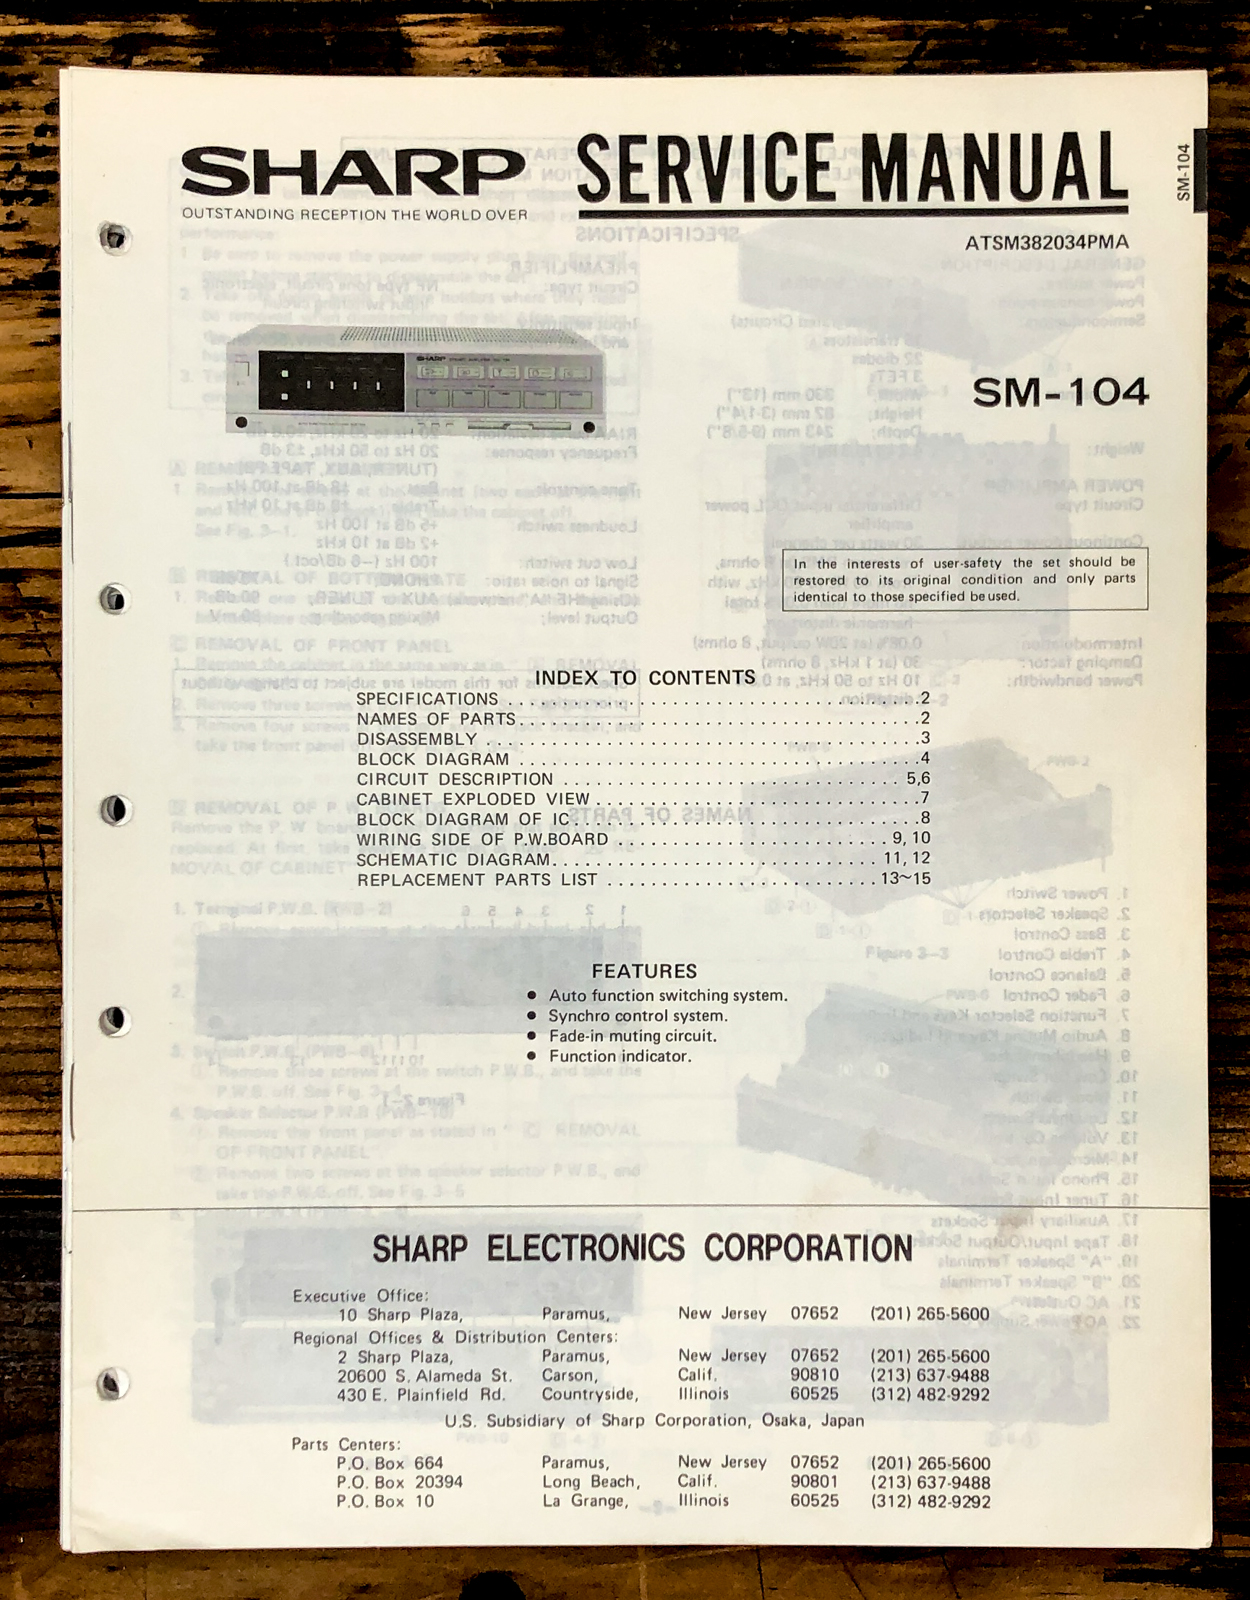 SHARP
OUTSTANDING RECEPTION THE WORLD OVER
SERVICE MANUAL
SM-104
ATSM382034PMA
SHARP
SM-104
In the interests of user-safety the set should be
restored to its original condition and only parts
identical to those specified be used.
INDEX TO CONTENTS
SPECIFICATIONS . . . . . . . . . . . . . . . . . . . . . . . . . . . . . . . . . . 2
NAMES OF PARTS . . . . . . . . . . . . . . . . . . . . . . . . . . . . . . . . . 2
DISASSEMBLY . . . . . . . . . . . . . . . . . . . . . . . . . . . . . . . . . . . . 3
BLOCK DIAGRAM . . . . . . . . . . . . . . . . . . . . . . . . . . . . . . . . . 4
CIRCUIT DESCRIPTION . . . . . . . . . . . . . . . . . . . . . . . . . . . 5,6
CABINET EXPLODED VIEW . . . . . . . . . . . . . . . . . . . . . . . . . 7
BLOCK DIAGRAM OF IC . . . . . . . . . . . . . . . . . . . . . . . . . . . 8
WIRING SIDE OF P.W.BOARD . . . . . . . . . . . . . . . . . . . . 9, 10
SCHEMATIC DIAGRAM . . . . . . . . . . . . . . . . . . . . . . . . . 11, 12
REPLACEMENT PARTS LIST . . . . . . . . . . . . . . . . . . . . 13~15
FEATURES
● Auto function switching system.
● Synchro control system.
● Fade-in muting circuit.
● Function indicator.
SHARP ELECTRONICS CORPORATION
Executive Office:
10 Sharp Plaza, Paramus, New Jersey 07652 (201) 265-5600
Regional Offices & Distribution Centers:
2 Sharp Plaza, Paramus, New Jersey 07652 (201) 265-5600
20600 S. Alameda St. Carson, Calif. 90810 (213) 637-9488
430 E. Plainfield Rd. Countryside, Illinois 60525 (312) 482-9292
U.S. Subsidiary of Sharp Corporation, Osaka, Japan
Parts Centers:
P.O. Box 664 Paramus, New Jersey 07652 (201) 265-5600
P.O. Box 20394 Long Beach, Calif. 90801 (213) 637-9488
P.O. Box 10 La Grange, Illinois 60525 (312) 482-9292